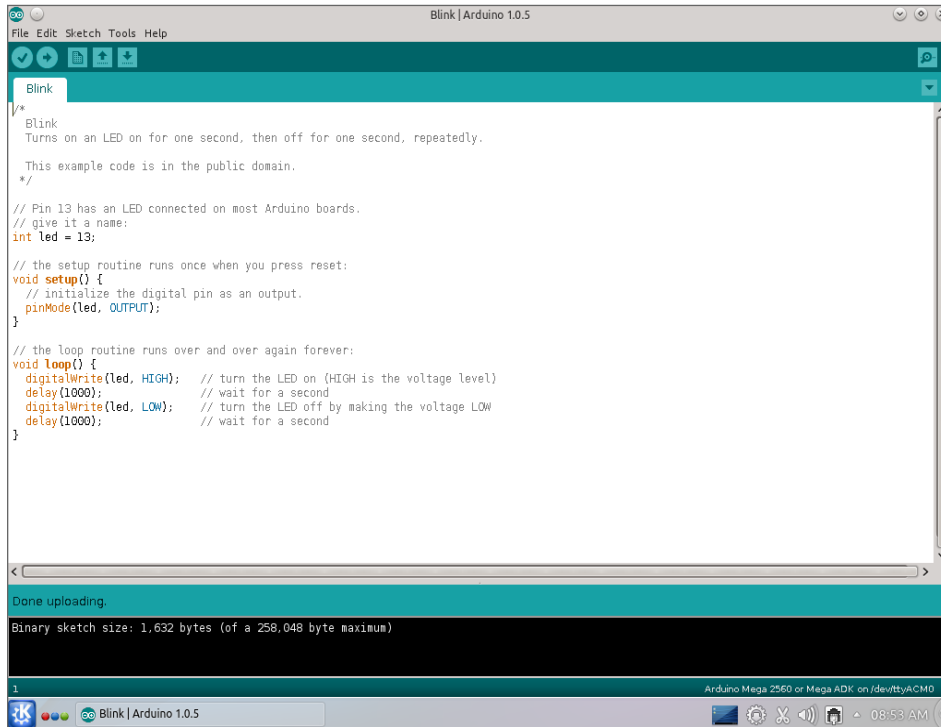 Blink | Arduino 1.0.5
File Edit Sketch Tools Help
Blink
/*
  Blink
  Turns on an LED on for one second, then off for one second, repeatedly.

  This example code is in the public domain.
 */

// Pin 13 has an LED connected on most Arduino boards.
// give it a name:
int led = 13;

// the setup routine runs once when you press reset:
void setup() {
  // initialize the digital pin as an output.
  pinMode(led, OUTPUT);
}

// the loop routine runs over and over again forever:
void loop() {
  digitalWrite(led, HIGH);   // turn the LED on (HIGH is the voltage level)
  delay(1000);               // wait for a second
  digitalWrite(led, LOW);    // turn the LED off by making the voltage LOW
  delay(1000);               // wait for a second
}
Done uploading.
Binary sketch size: 1,632 bytes (of a 258,048 byte maximum)
1 Arduino Mega 2560 or Mega ADK on /dev/ttyACM0
Blink | Arduino 1.0.5 08:53 AM